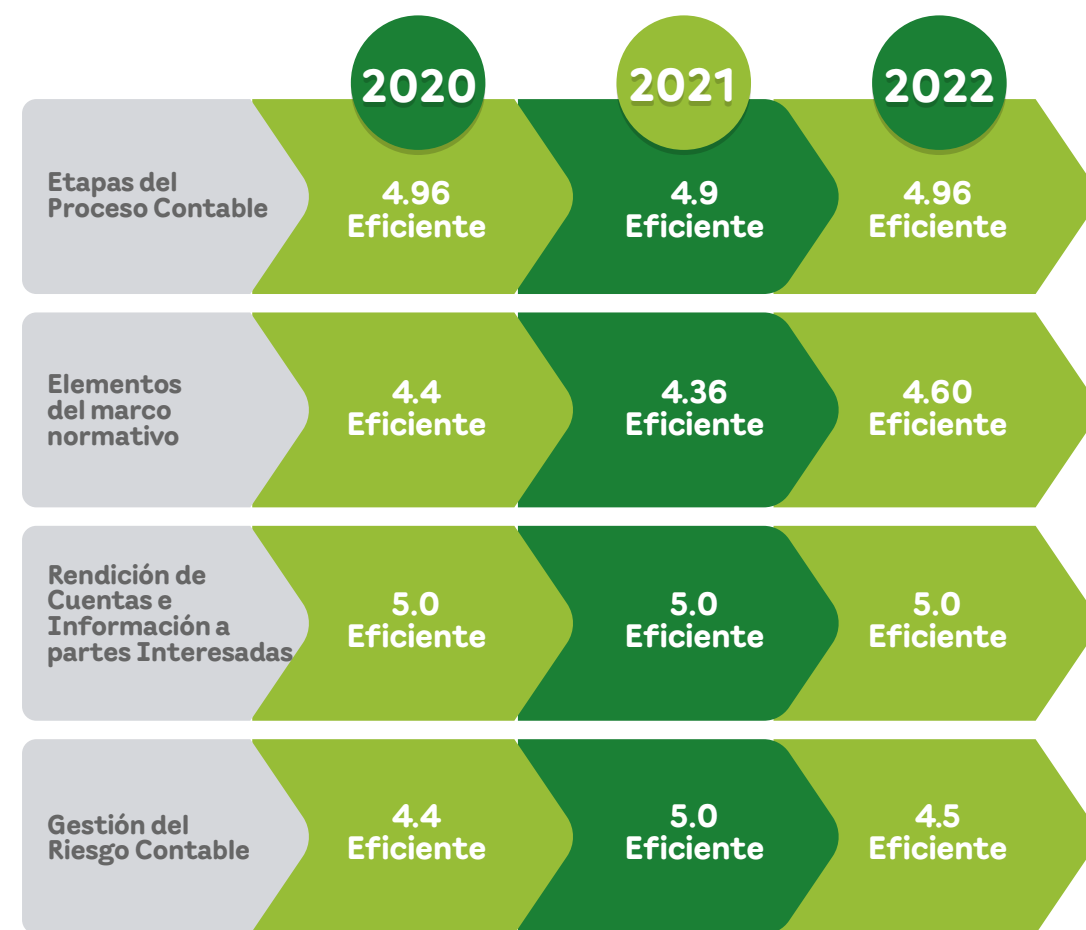 2020
2021
2022
Etapas del
Proceso Contable
4.96
Eficiente
4.9
Eficiente
4.96
Eficiente
Elementos
del marco
normativo
4.4
Eficiente
4.36
Eficiente
4.60
Eficiente
Rendición de
Cuentas e
Información a
partes Interesadas
5.0
Eficiente
5.0
Eficiente
5.0
Eficiente
Gestión del
Riesgo Contable
4.4
Eficiente
5.0
Eficiente
4.5
Eficiente